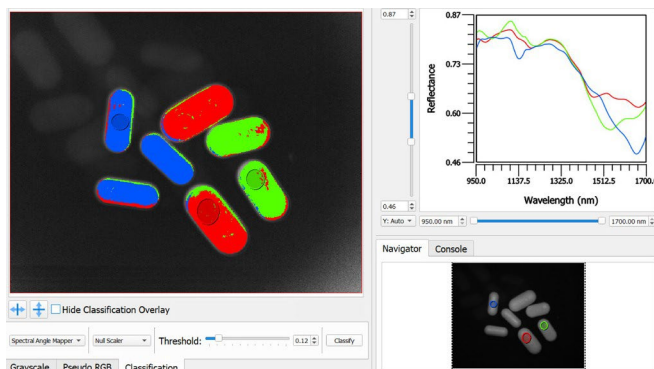 0.87
0.46
0.87
0.73
0.60
0.46
Reflectance
950.0 1137.5 1325.0 1512.5 1700.0
Wavelength (nm)
Y: Auto 950.00 nm 1700.00 nm
Navigator Console
Hide Classification Overlay
Spectral Angle Mapper Null Scaler Threshold: 0.12 Classify
Grayscale Pseudo RGB Classification